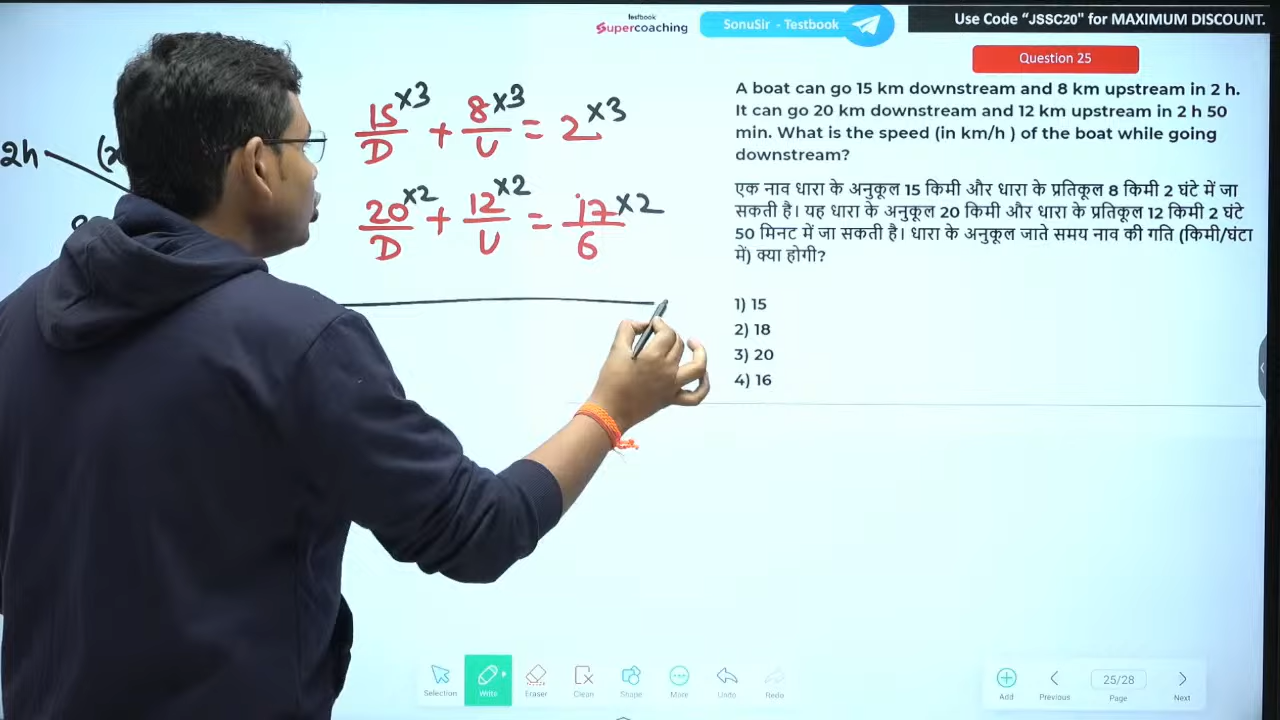 testbook
Supercoaching
SonuSir - Testbook
Use Code "JSSC20" for MAXIMUM DISCOUNT.
Question 25
A boat can go 15 km downstream and 8 km upstream in 2 h.
It can go 20 km downstream and 12 km upstream in 2 h 50
min. What is the speed (in km/h ) of the boat while going
downstream?
एक नाव धारा के अनुकूल 15 किमी और धारा के प्रतिकूल 8 किमी 2 घंटे में जा
सकती है। यह धारा के अनुकूल 20 किमी और धारा के प्रतिकूल 12 किमी 2 घंटे
50 मिनट में जा सकती है। धारा के अनुकूल जाते समय नाव की गति (किमी/घंटा
में) क्या होगी?
1) 15
2) 18
3) 20
4) 16
2h (x
15×3/D + 8×3/U = 2×3
20×2/D + 12×2/U = 17/6×2
Selection Write Eraser Clean Shape More Undo Redo
25/28
Add Previous Page Next